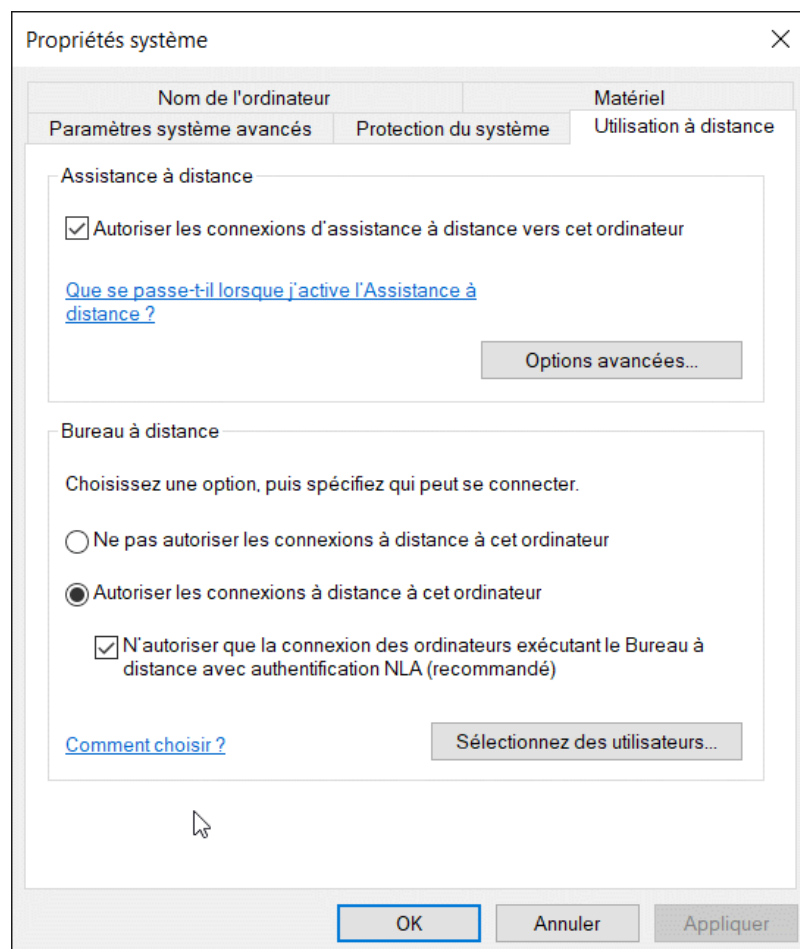 Propriétés système
Nom de l'ordinateur
Matériel
Paramètres système avancés
Protection du système
Utilisation à distance
Assistance à distance
Autoriser les connexions d'assistance à distance vers cet ordinateur
Que se passe-t-il lorsque j'active l'Assistance à
distance ?
Options avancées...
Bureau à distance
Choisissez une option, puis spécifiez qui peut se connecter.
Ne pas autoriser les connexions à distance à cet ordinateur
Autoriser les connexions à distance à cet ordinateur
N'autoriser que la connexion des ordinateurs exécutant le Bureau à
distance avec authentification NLA (recommandé)
Comment choisir ?
Sélectionnez des utilisateurs...
OK
Annuler
Appliquer